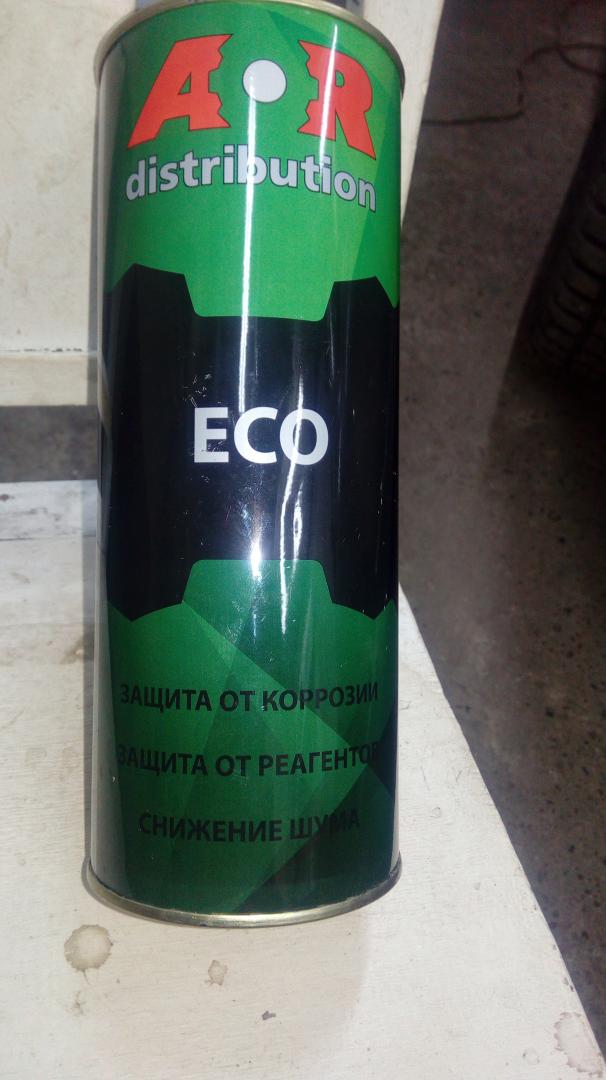 A•R
distribution
ECO
ЗАЩИТА ОТ КОРРОЗИИ
ЗАЩИТА ОТ РЕАГЕНТОВ
СНИЖЕНИЕ ШУМА